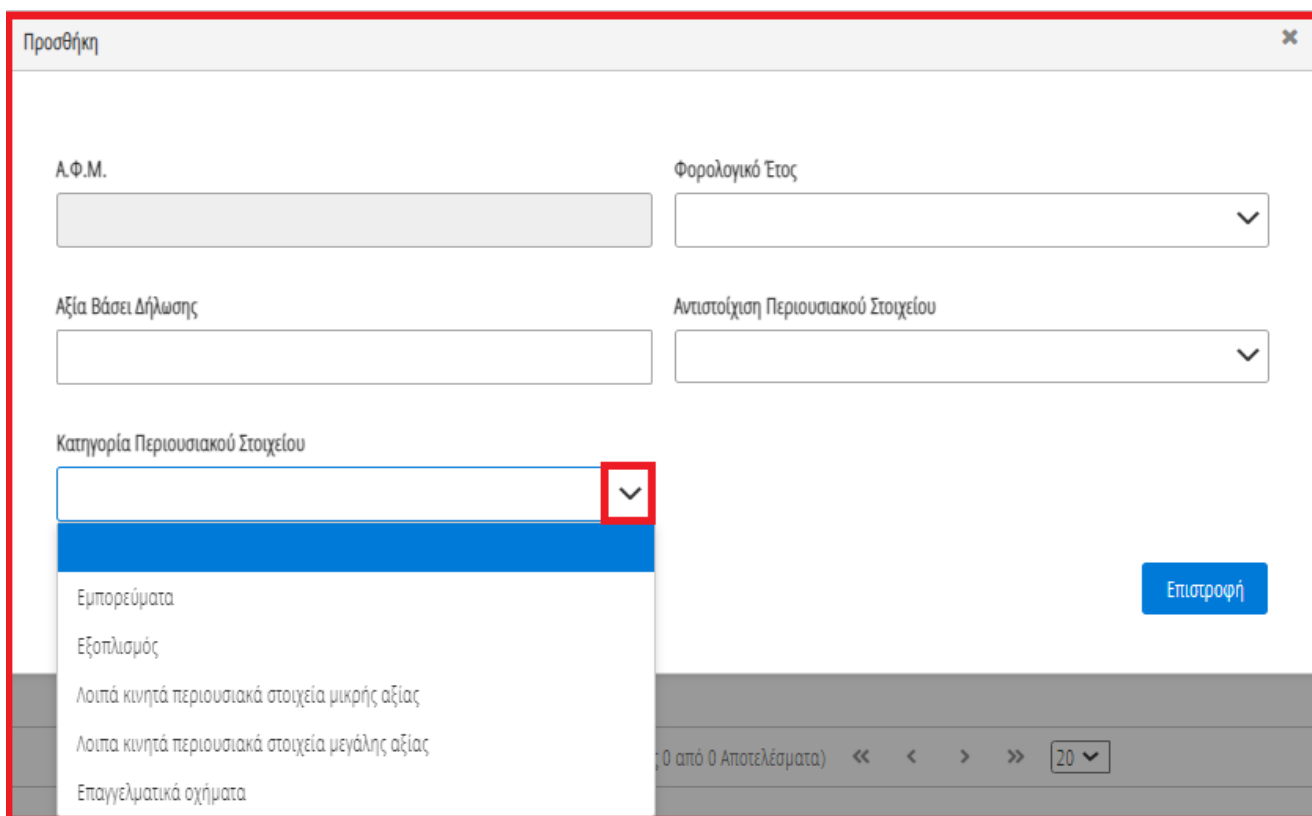 Προσθήκη
Α.Φ.Μ.
Φορολογικό Έτος
Αξία Βάσει Δήλωσης
Αντιστοίχιση Περιουσιακού Στοιχείου
Κατηγορία Περιουσιακού Στοιχείου
Εμπορεύματα
Εξοπλισμός
Λοιπά κινητά περιουσιακά στοιχεία μικρής αξίας
Λοιπα κινητά περιουσιακά στοιχεία μεγάλης αξίας
Επαγγελματικά οχήματα
Επιστροφή
0 από 0 Αποτελέσματα) « < > » 20